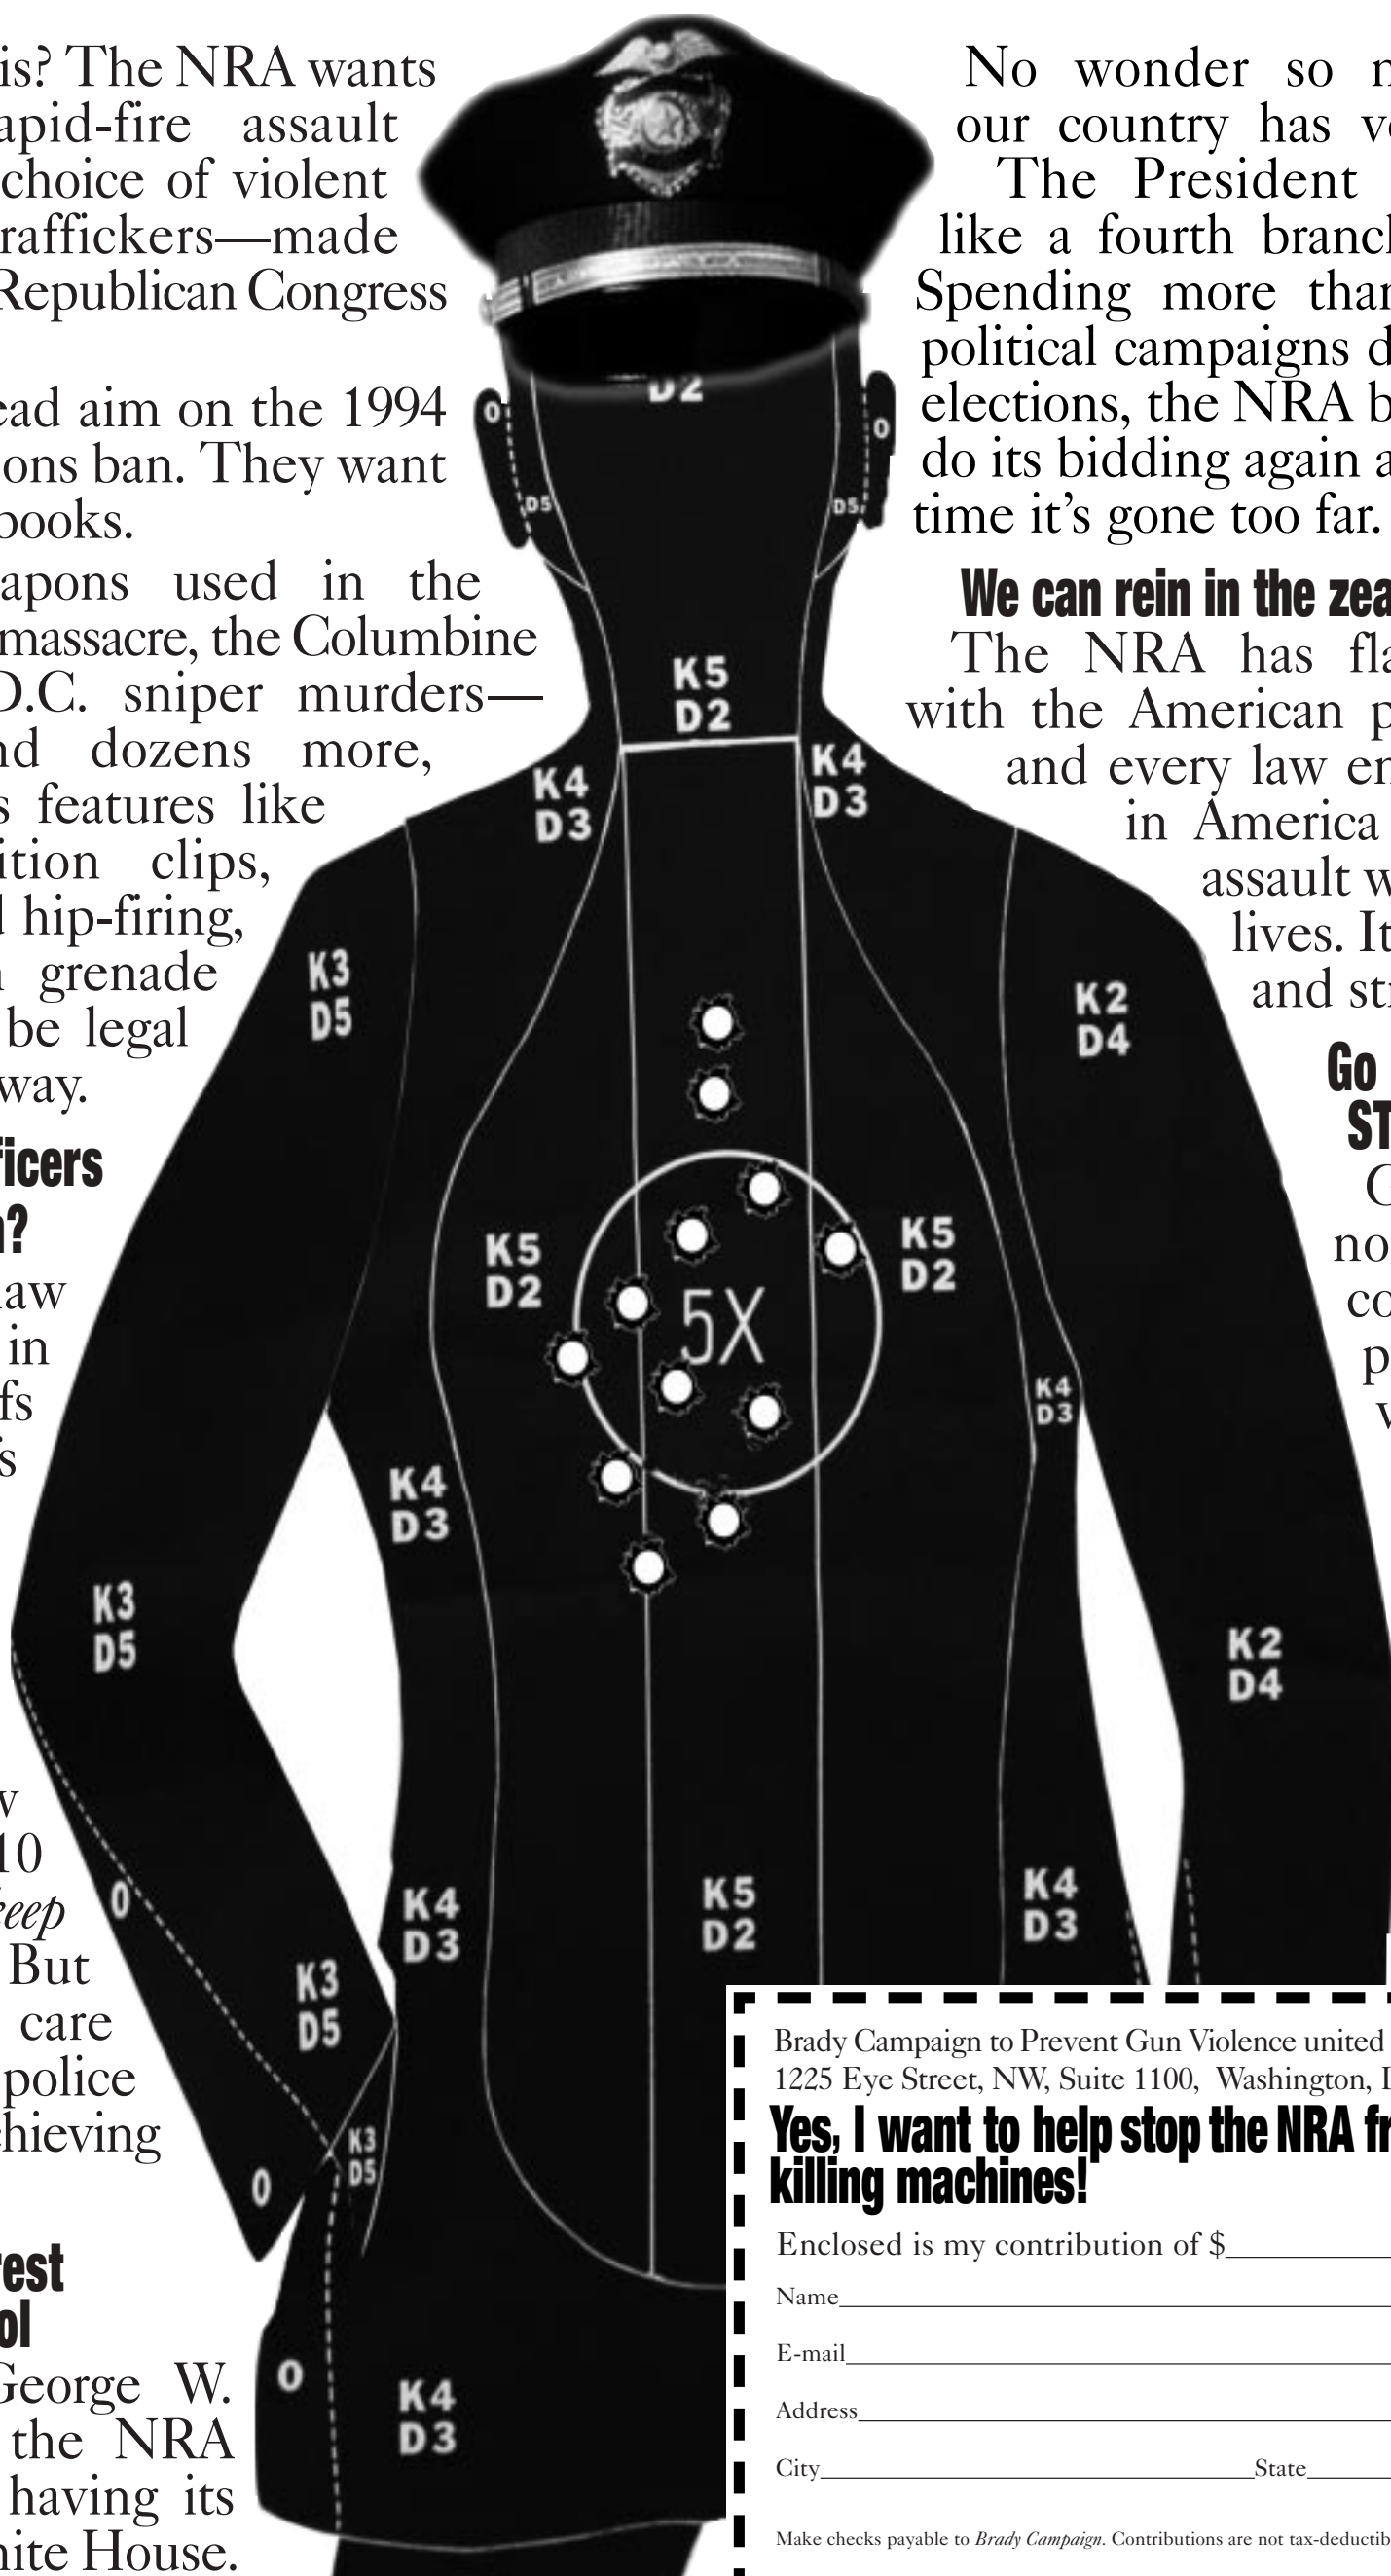 is? The NRA wants
apid-fire assault
choice of violent
raffickers—made
Republican Congress
ead aim on the 1994
ons ban. They want
books.
apons used in the
massacre, the Columbine
D.C. sniper murders—
nd dozens more,
s features like
ition clips,
d hip-firing,
grenade
be legal
way.
ficers
?
aw
in
fs
s
10
keep
But
care
police
chieving
rest
ol
George W.
the NRA
having its
hite House.
D2
O
O
D5
D5
K5
D2
K4
D3
K4
D3
K3
D5
K2
D4
K5
D2
K5
D2
5X
K4
D3
K4
D3
K3
D5
K2
D4
O
K4
D3
K5
D2
K4
D3
K3
D5
K3
D5
O
O
K4
D3
No wonder so
our country has
The President
like a fourth branch
Spending more than
political campaigns d
elections, the NRA b
do its bidding again a
time it’s gone too far.
We can rein in the zea
The NRA has fla
with the American p
and every law en
in America
assault w
lives. It
and str
Go
ST
no
co
p
Brady Campaign to Prevent Gun Violence united
1225 Eye Street, NW, Suite 1100, Washington, D
Yes, I want to help stop the NRA fr
killing machines!
Enclosed is my contribution of $
Name
E-mail
Address
City State
Make checks payable to Brady Campaign. Contributions are not tax-deductib